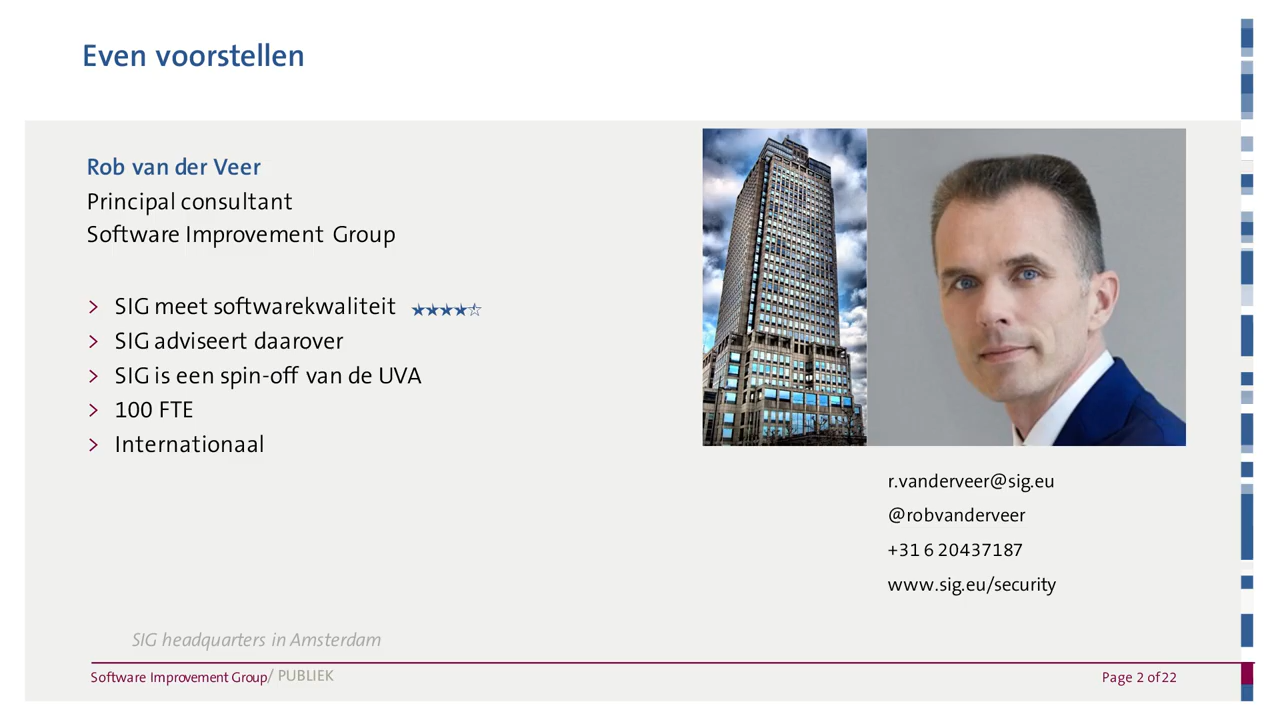 Even voorstellen
Rob van der Veer
Principal consultant
Software Improvement Group
> SIG meet softwarekwaliteit ★★★★⯪
> SIG adviseert daarover
> SIG is een spin-off van de UVA
> 100 FTE
> Internationaal
r.vanderveer@sig.eu
@robvanderveer
+31 6 20437187
www.sig.eu/security
SIG headquarters in Amsterdam
Software Improvement Group/ PUBLIEK
Page 2 of 22